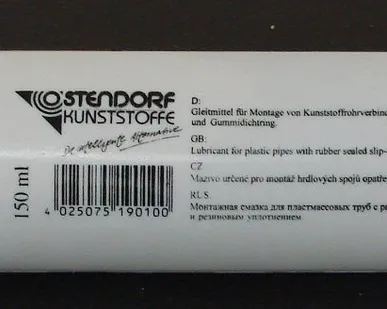 OSTENDORF
KUNSTSTOFFE
Die intelligente Alternative
150 ml
4 025075 190100
D:
Gleitmittel für Montage von Kunststoffrohrverbin
und Gummidichtring.
GB:
Lubricant for plastic pipes with rubber sealed slip-
CZ
Mazivo určené pro montáž hrdlových spojů opatře
RUS.
Монтажная смазка для пластмассовых труб с ра
и резиновым уплотнением.